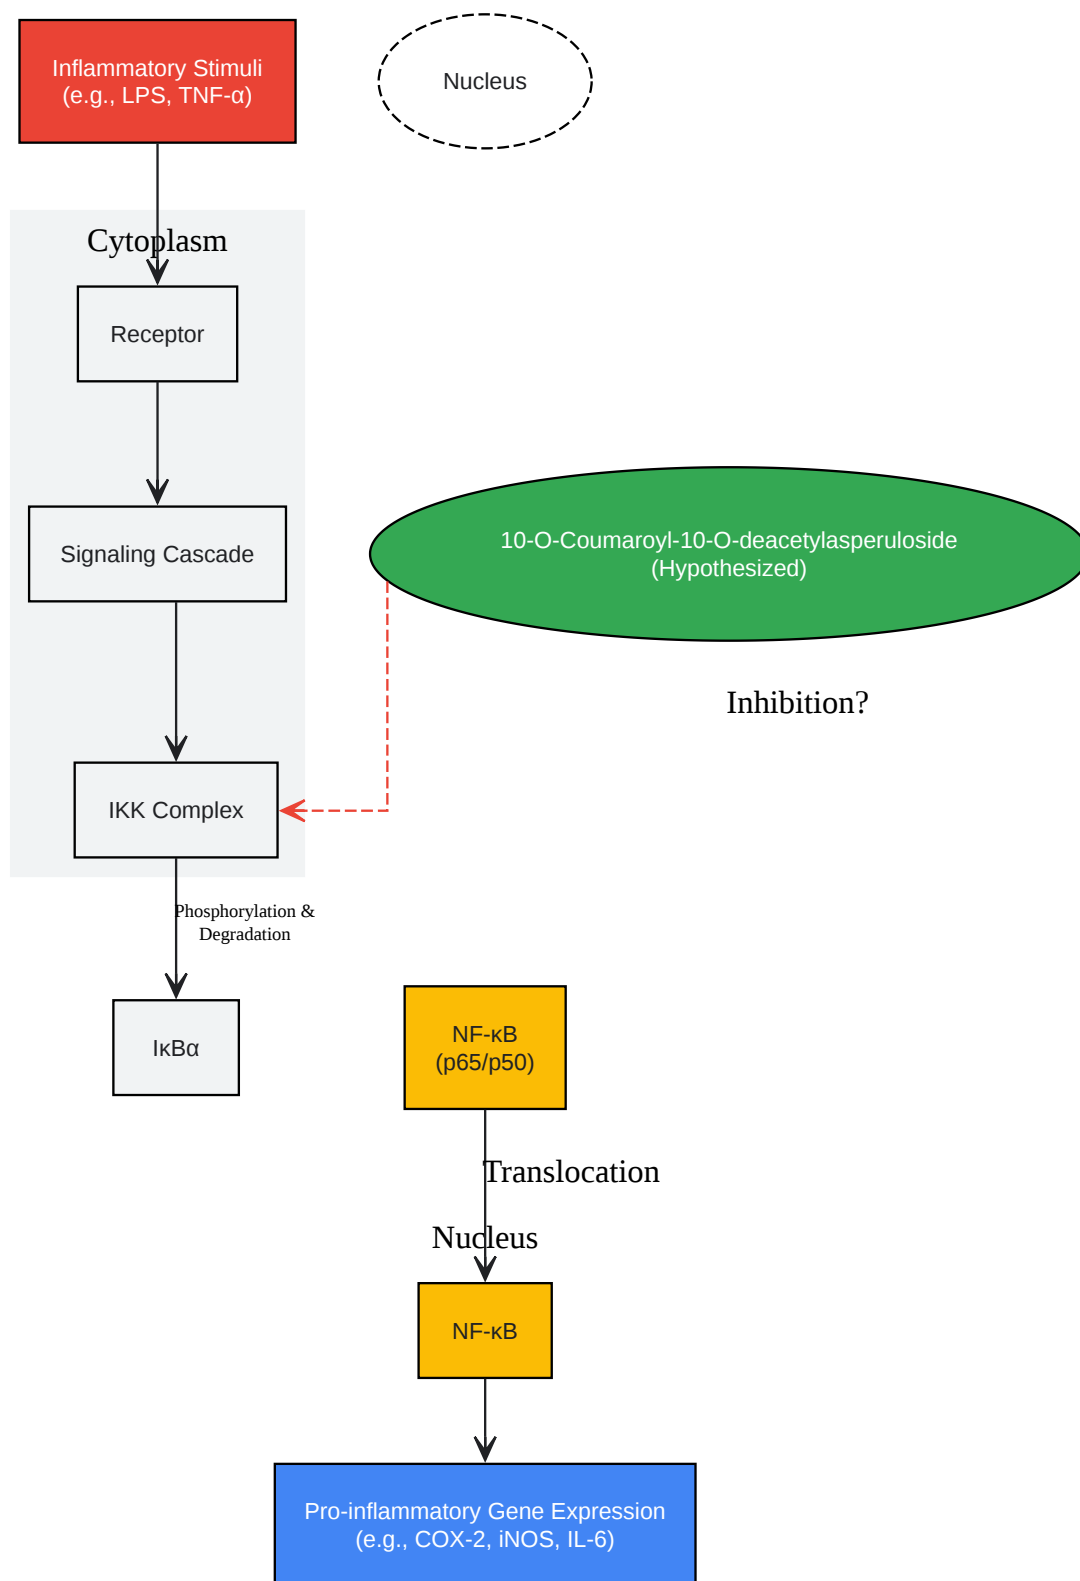 Inflammatory Stimuli
(e.g., LPS, TNF-α)
Nucleus
Cytoplasm
Receptor
Signaling Cascade
10-O-Coumaroyl-10-O-deacetylasperuloside
(Hypothesized)
Inhibition?
IKK Complex
Phosphorylation &
Degradation
IκBα
NF-κB
(p65/p50)
Translocation
Nucleus
NF-κB
Pro-inflammatory Gene Expression
(e.g., COX-2, iNOS, IL-6)